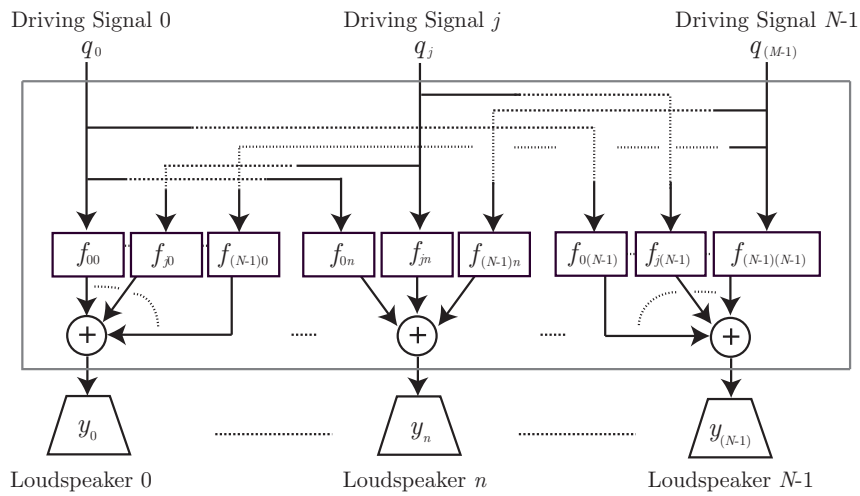 Driving Signal 0 Driving Signal j Driving Signal N-1
q0 qj q(M-1)
f00 fj0 f(N-1)0 f0n fjn f(N-1)n f0(N-1) fj(N-1) f(N-1)(N-1)
+ + +
y0 yn y(N-1)
Loudspeaker 0 Loudspeaker n Loudspeaker N-1